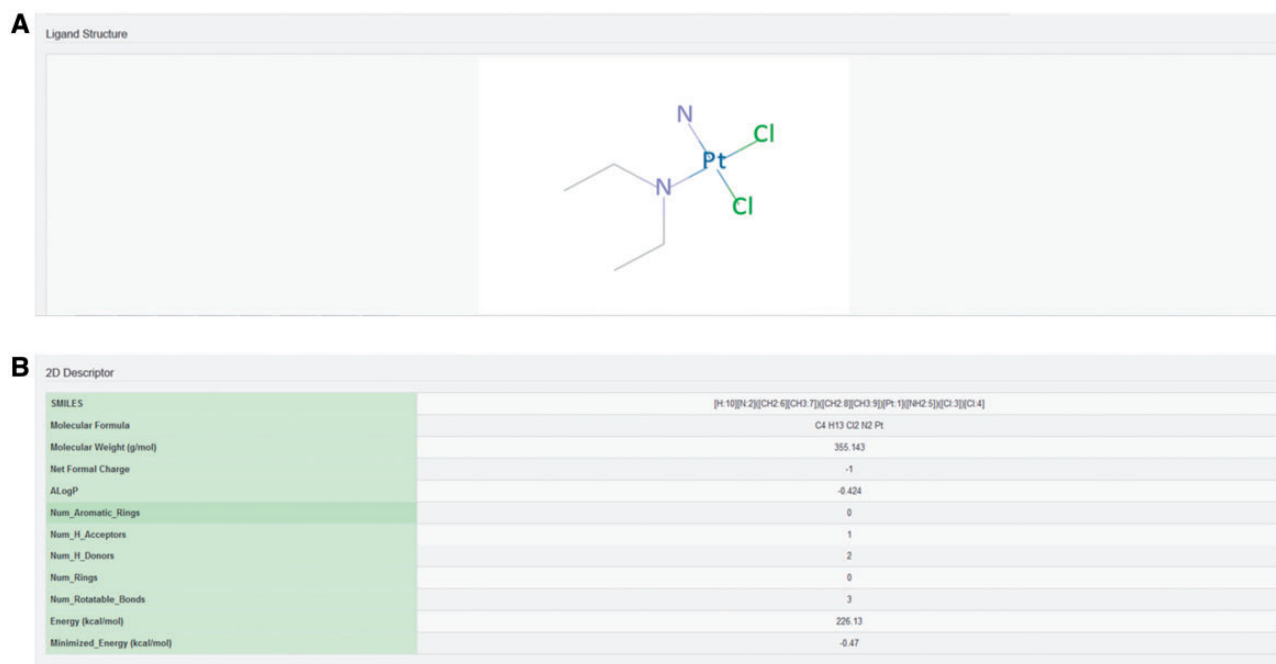 A
Ligand Structure
N
Cl
Pt
N
Cl
B
2D Descriptor
SMILES [H:10][N:2]([CH2:6][CH3:7])([CH2:8][CH3:9])[Pt:1]([NH2:5])([Cl:3])[Cl:4]
Molecular Formula C4 H13 Cl2 N2 Pt
Molecular Weight (g/mol) 355.143
Net Formal Charge -1
ALogP -0.424
Num_Aromatic_Rings 0
Num_H_Acceptors 1
Num_H_Donors 2
Num_Rings 0
Num_Rotatable_Bonds 3
Energy (kcal/mol) 226.13
Minimized_Energy (kcal/mol) -0.47